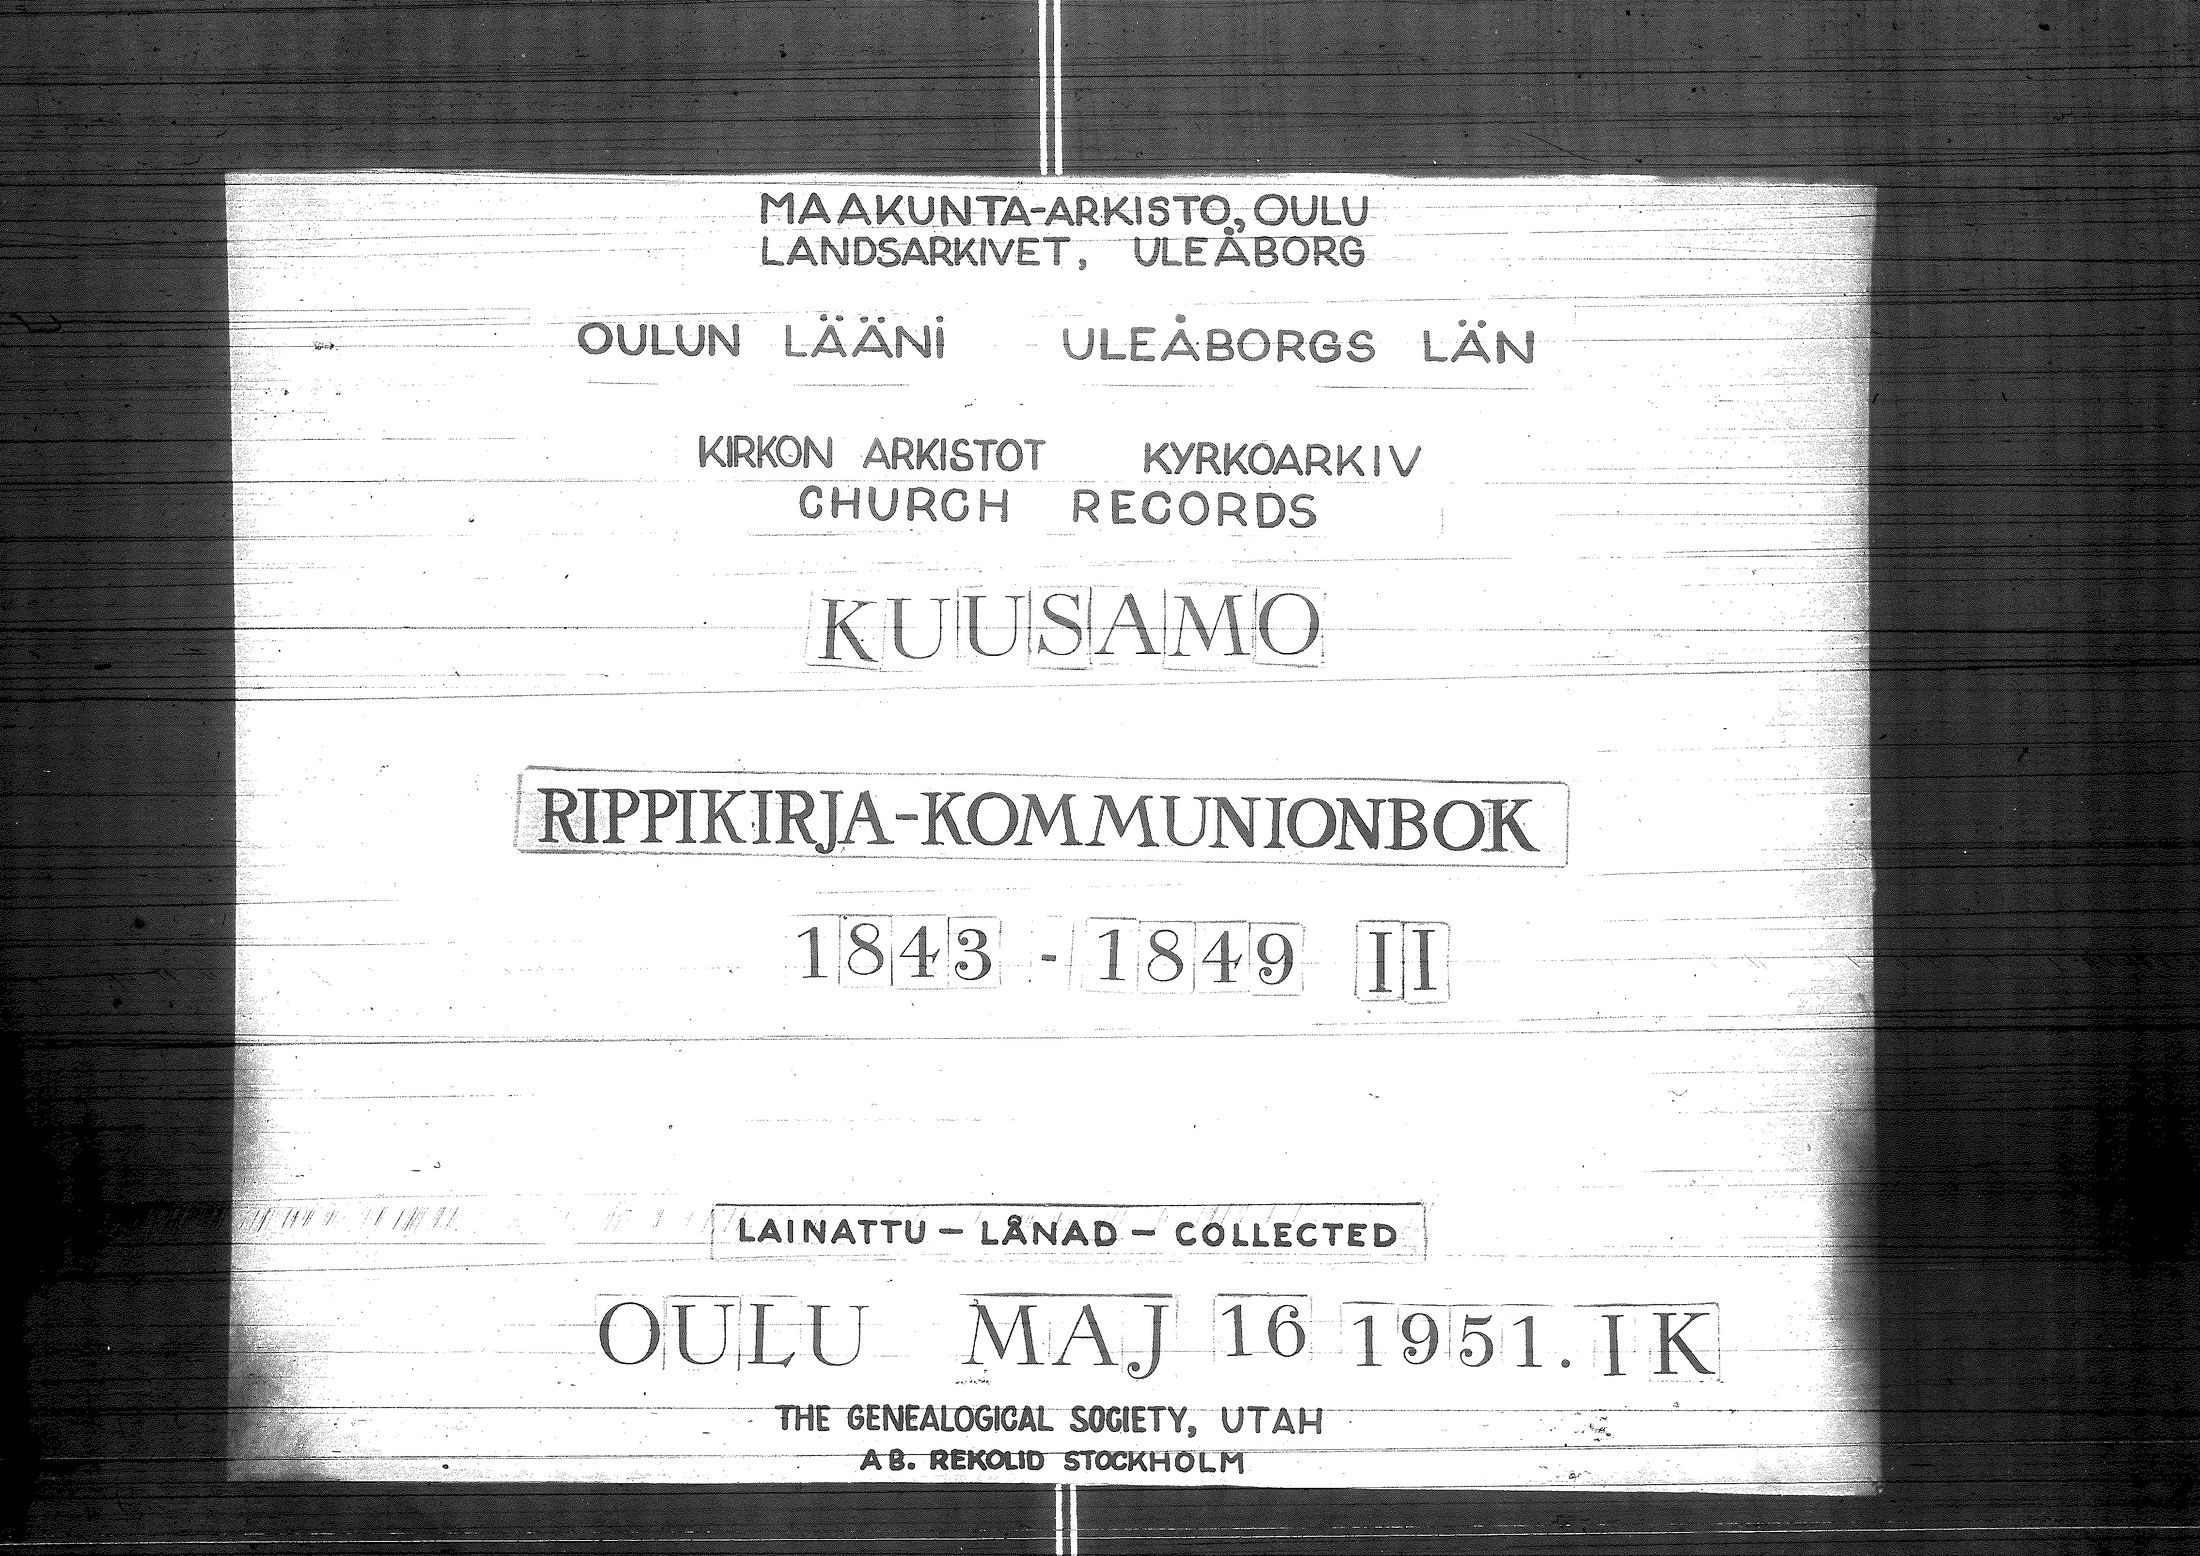 MAAKUNTA-ARKISTO, OULU
LANDSARKIVET, ULEÅBORG
OULUN LÄÄNI ULEÅBORGS LÄN
KIRKON ARKISTOT KYRKOARKIV
CHURCH RECORDS
KUUSAMO
RIPPIKIRJA-KOMMUNIONBOK
1843 - 1849 II
LAINATTU - LÅNAD - COLLECTED
OULU MAJ 16 1951. IK
THE GENEALOGICAL SOCIETY, UTAH
AB. REKOLID STOCKHOLM